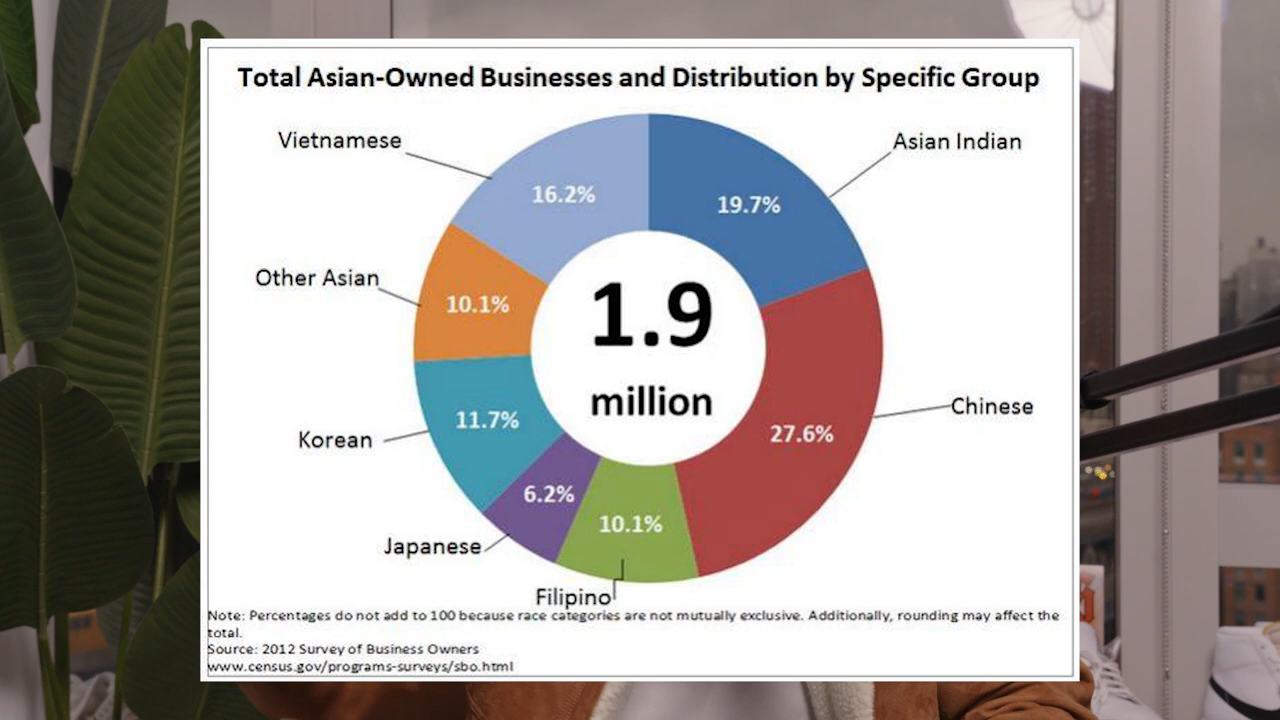 Total Asian-Owned Businesses and Distribution by Specific Group
Vietnamese
Asian Indian
16.2%
19.7%
Other Asian
10.1%
1.9
million
Chinese
27.6%
Korean
11.7%
6.2%
10.1%
Japanese
Filipino
Note: Percentages do not add to 100 because race categories are not mutually exclusive. Additionally, rounding may affect the
total.
Source: 2012 Survey of Business Owners
www.census.gov/programs-surveys/sbo.html